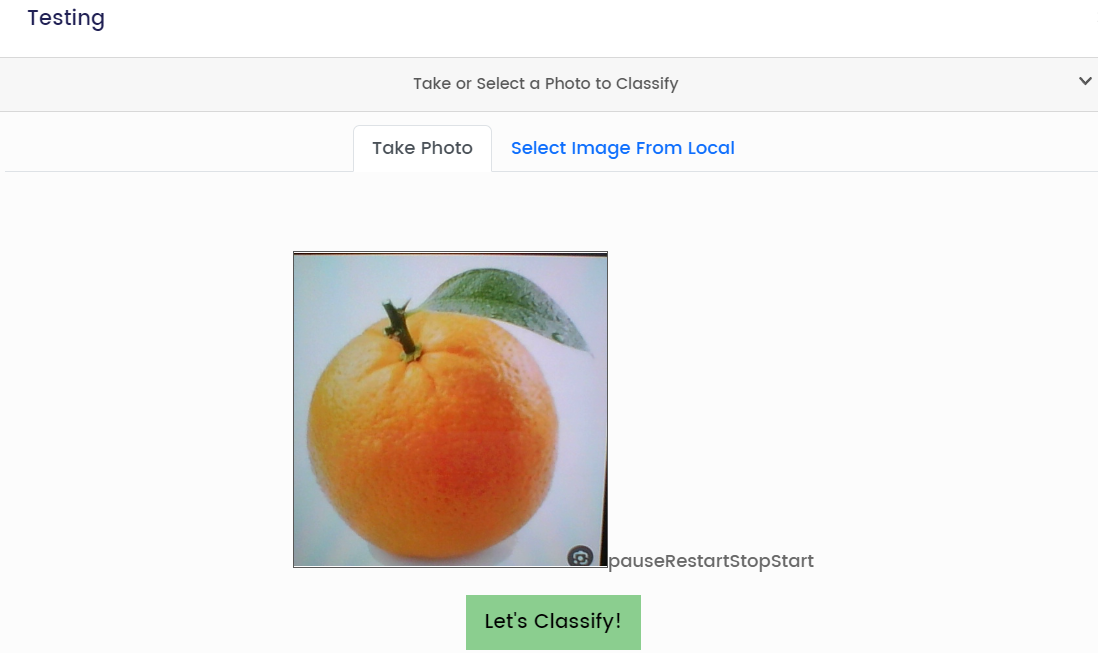 Testing
Take or Select a Photo to Classify
Take Photo
Select Image From Local
pauseRestartStopStart
Let's Classify!